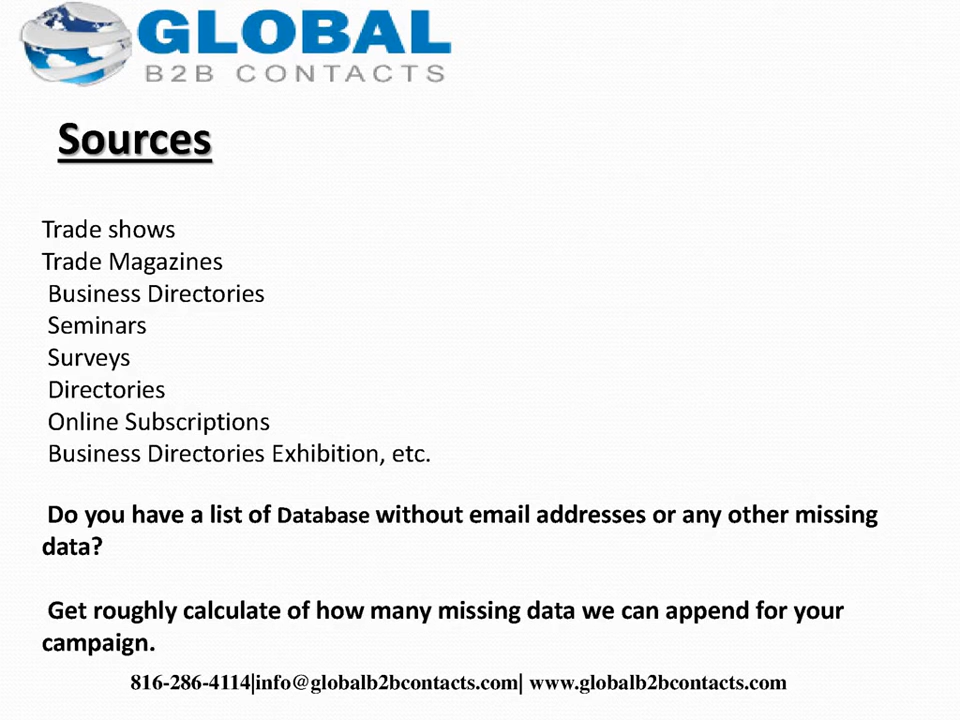 GLOBAL
B2B CONTACTS
Sources
Trade shows
Trade Magazines
Business Directories
Seminars
Surveys
Directories
Online Subscriptions
Business Directories Exhibition, etc.
Do you have a list of Database without email addresses or any other missing
data?
Get roughly calculate of how many missing data we can append for your
campaign.
816-286-4114|info@globalb2bcontacts.com| www.globalb2bcontacts.com